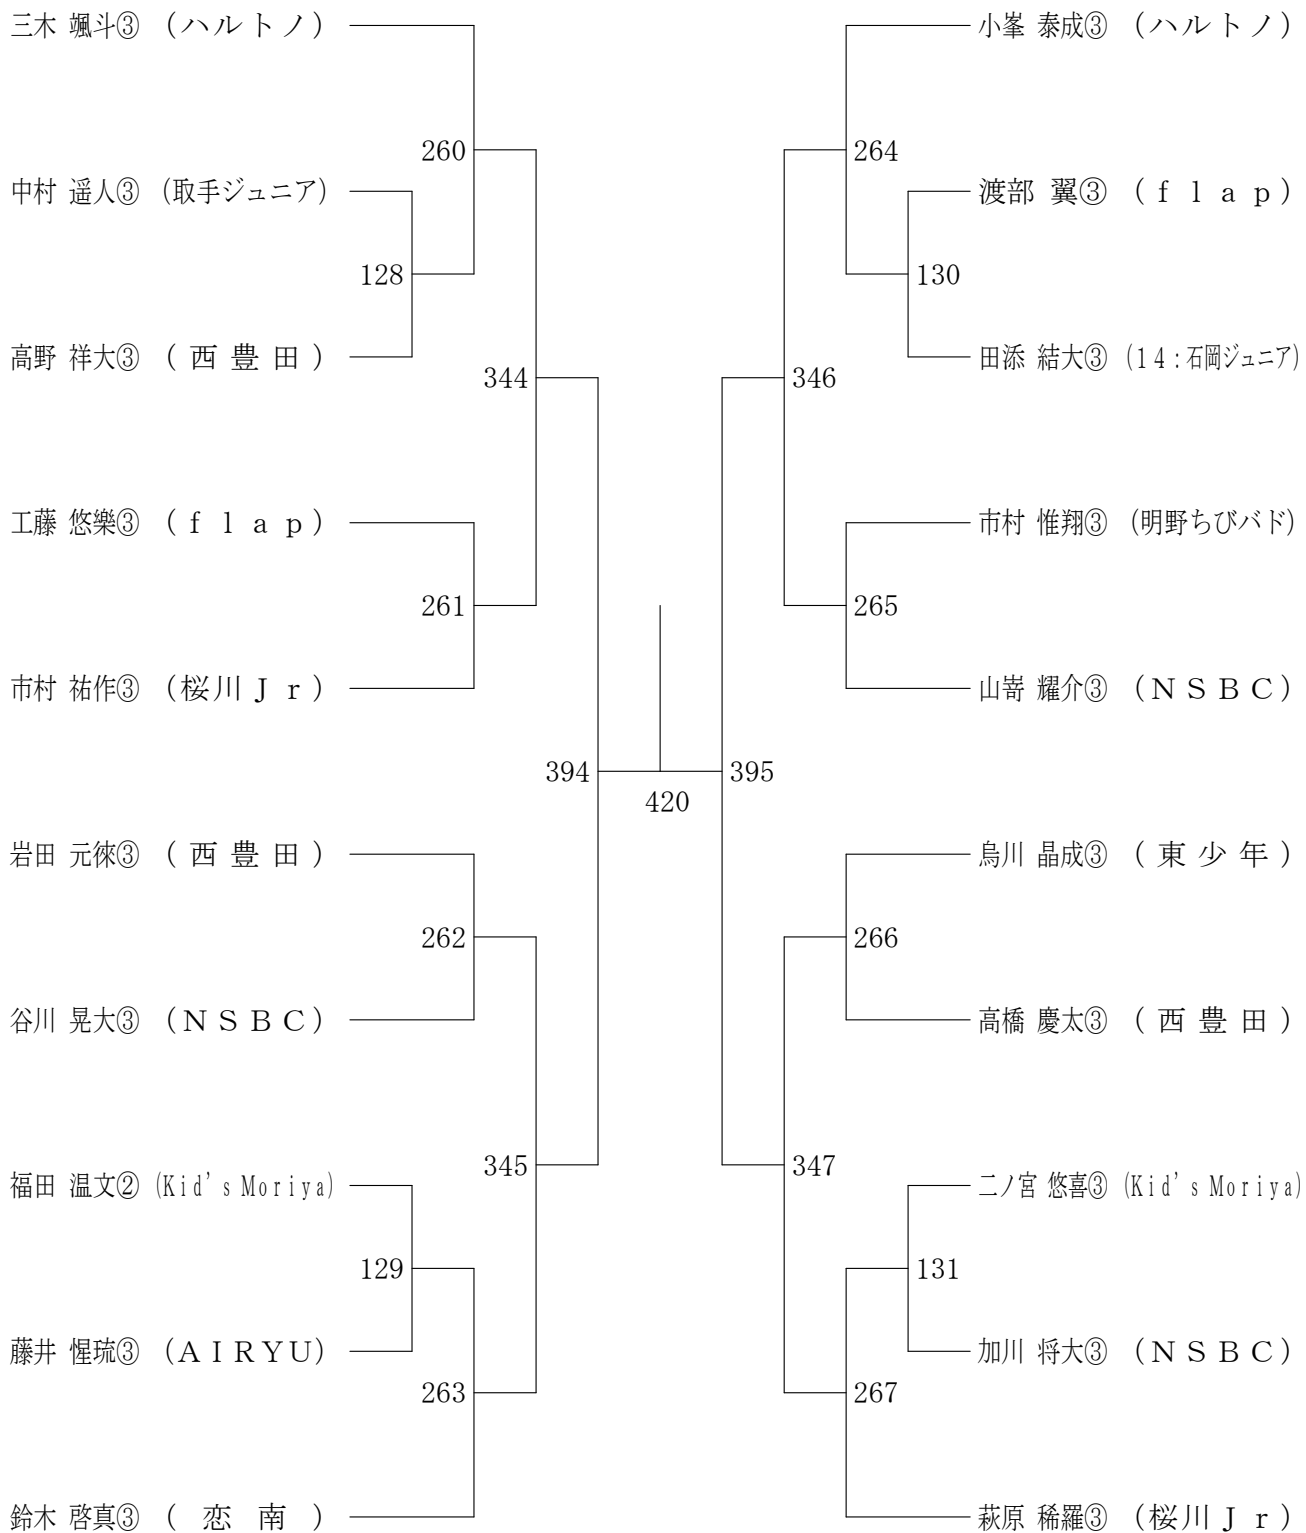 三木 颯斗③ (ハルトノ)
260
中村 遥人③ (取手ジュニア)
128
高野 祥大③ (西豊田)
344
工藤 悠樂③ (flap)
261
市村 祐作③ (桜川Jr)
394
岩田 元徠③ (西豊田)
262
谷川 晃大③ (NSBC)
345
福田 温文② (Kid's Moriya)
129
藤井 惺琉③ (AIRYU)
263
鈴木 啓真③ (恋南)
420
小峯 泰成③ (ハルトノ)
264
渡部 翼③ (flap)
130
田添 結大③ (14:石岡ジュニア)
346
市村 惟翔③ (明野ちびバド)
265
山嵜 耀介③ (NSBC)
395
烏川 晶成③ (東少年)
266
高橋 慶太③ (西豊田)
347
二ノ宮 悠喜③ (Kid's Moriya)
131
加川 将大③ (NSBC)
267
萩原 稀羅③ (桜川Jr)